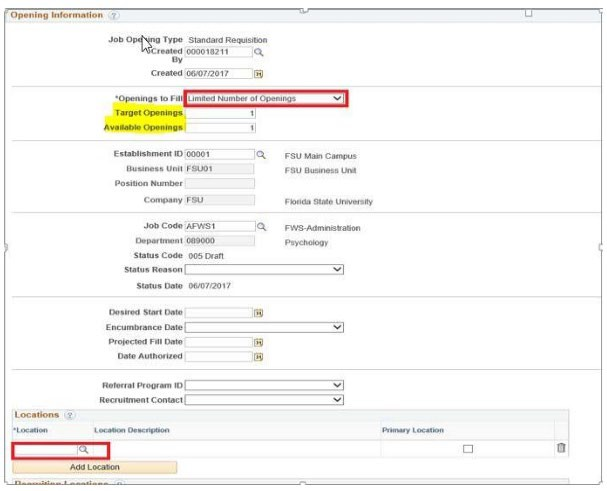 Opening Information
Job Opening Type Standard Requisition
*Created By 000018211
Created 06/07/2017
*Openings to Fill Limited Number of Openings
Target Openings 1
Available Openings 1
Establishment ID 00001 FSU Main Campus
Business Unit FSU01 FSU Business Unit
Position Number
Company FSU Florida State University
Job Code AFWS1 FWS-Administration
Department 089000 Psychology
Status Code 005 Draft
Status Reason
Status Date 06/07/2017
Desired Start Date
Encumbrance Date
Projected Fill Date
Date Authorized
Referral Program ID
Recruitment Contact
Locations
*Location Location Description Primary Location
Add Location
Recruiting Locations